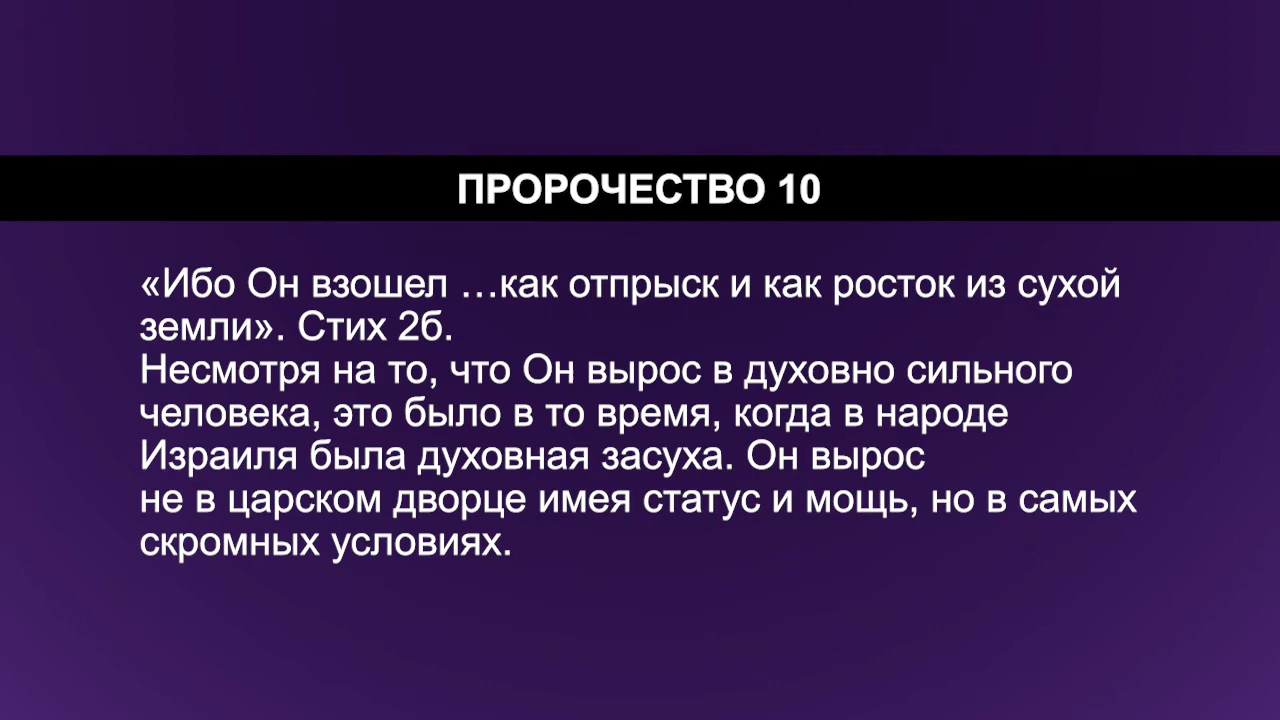 ПРОРОЧЕСТВО 10
«Ибо Он взошел …как отпрыск и как росток из сухой
земли». Стих 2б.
Несмотря на то, что Он вырос в духовно сильного
человека, это было в то время, когда в народе
Израиля была духовная засуха. Он вырос
не в царском дворце имея статус и мощь, но в самых
скромных условиях.